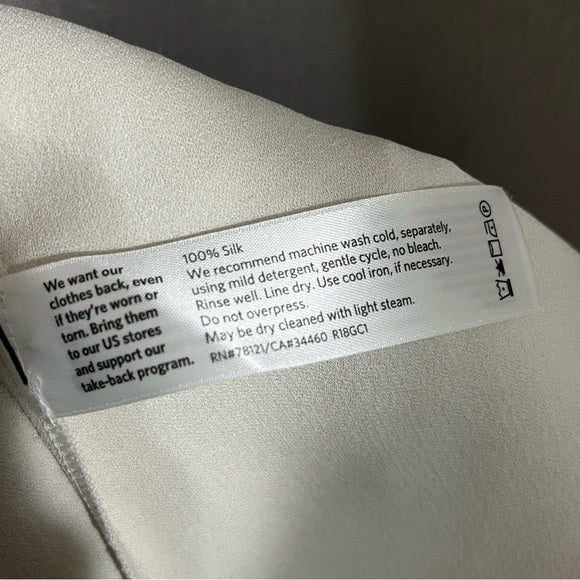 We want our
clothes back, even
if they're worn or
torn. Bring them
to our US stores
and support our
take-back program.
100% Silk
We recommend machine wash cold, separately,
using mild detergent, gentle cycle, no bleach.
Rinse well. Line dry. Use cool iron, if necessary.
Do not overpress.
May be dry cleaned with light steam.
RN#78121/CA#34460 R18GC1
P